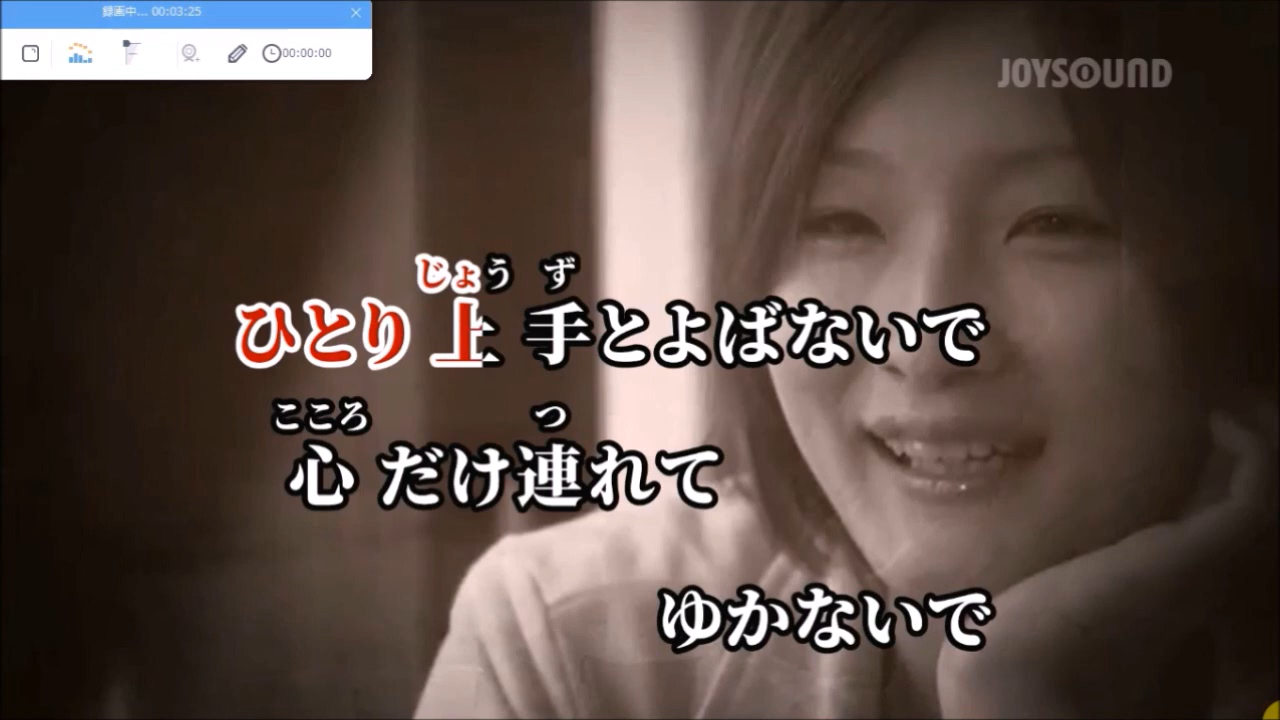 録画中... 00:03:25
00:00:00
JOYSOUND
じょうず
ひとり上手とよばないで
こころ つ
心だけ連れて
ゆかないで